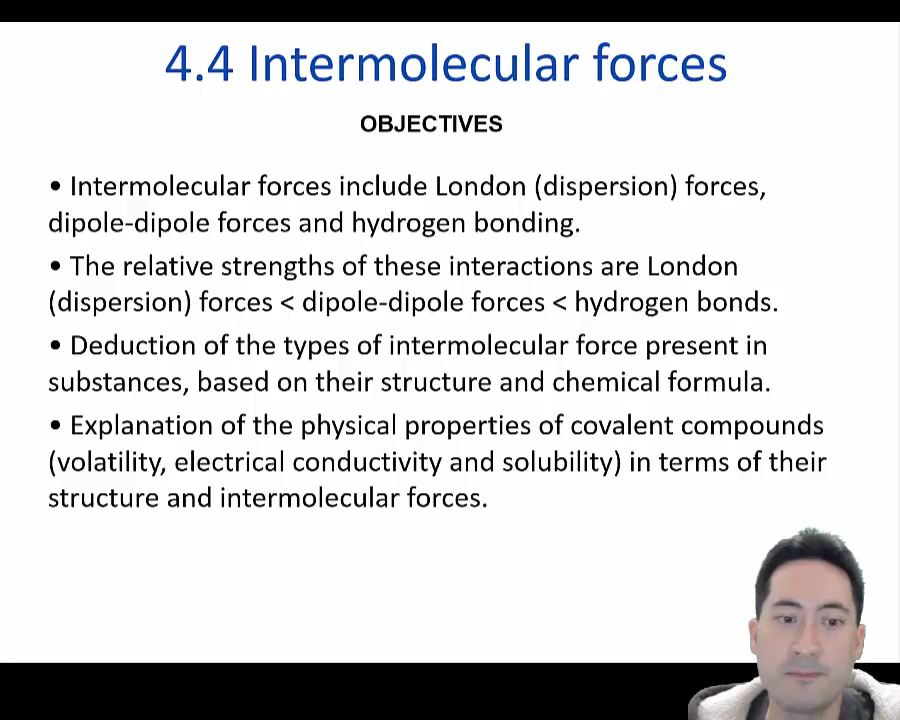 4.4 Intermolecular forces
OBJECTIVES
• Intermolecular forces include London (dispersion) forces,
dipole-dipole forces and hydrogen bonding.
• The relative strengths of these interactions are London
(dispersion) forces < dipole-dipole forces < hydrogen bonds.
• Deduction of the types of intermolecular force present in
substances, based on their structure and chemical formula.
• Explanation of the physical properties of covalent compounds
(volatility, electrical conductivity and solubility) in terms of their
structure and intermolecular forces.